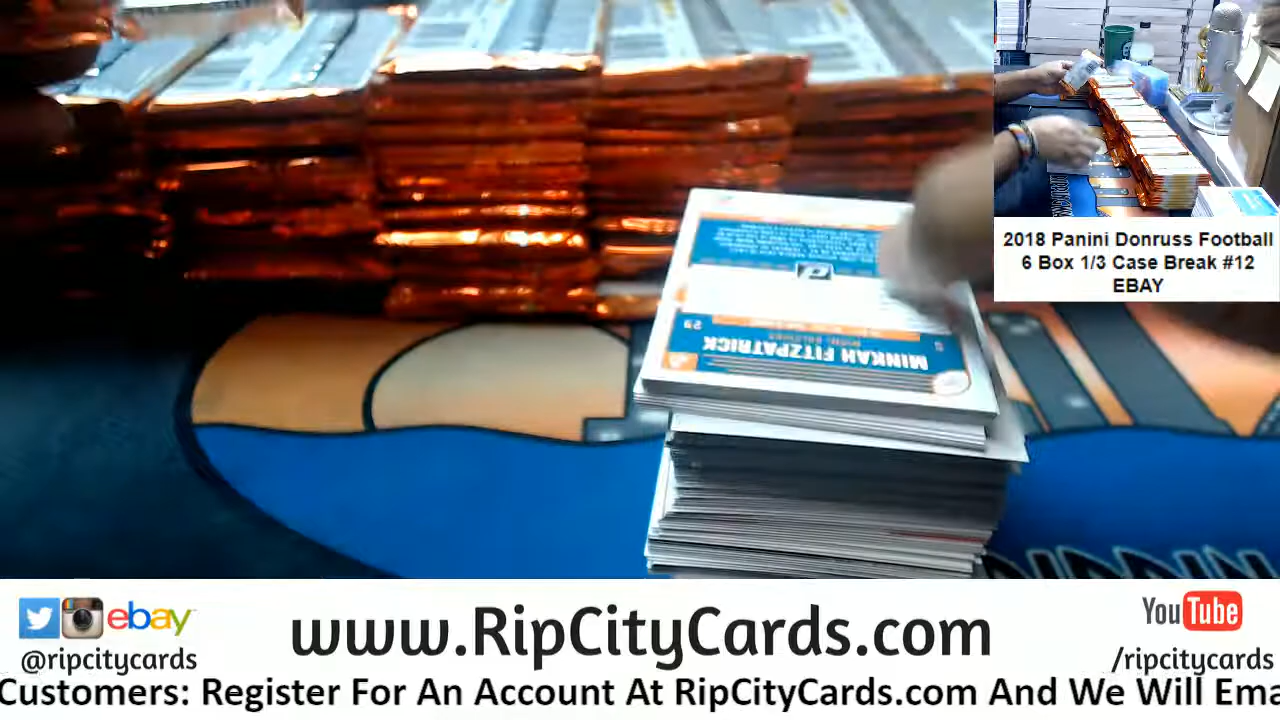 MINKAH FITZPATRICK
2018 Panini Donruss Football
6 Box 1/3 Case Break #12
EBAY
ebay
@ripcitycards
www.RipCityCards.com
YouTube
/ripcitycards
Customers: Register For An Account At RipCityCards.com And We Will Ema